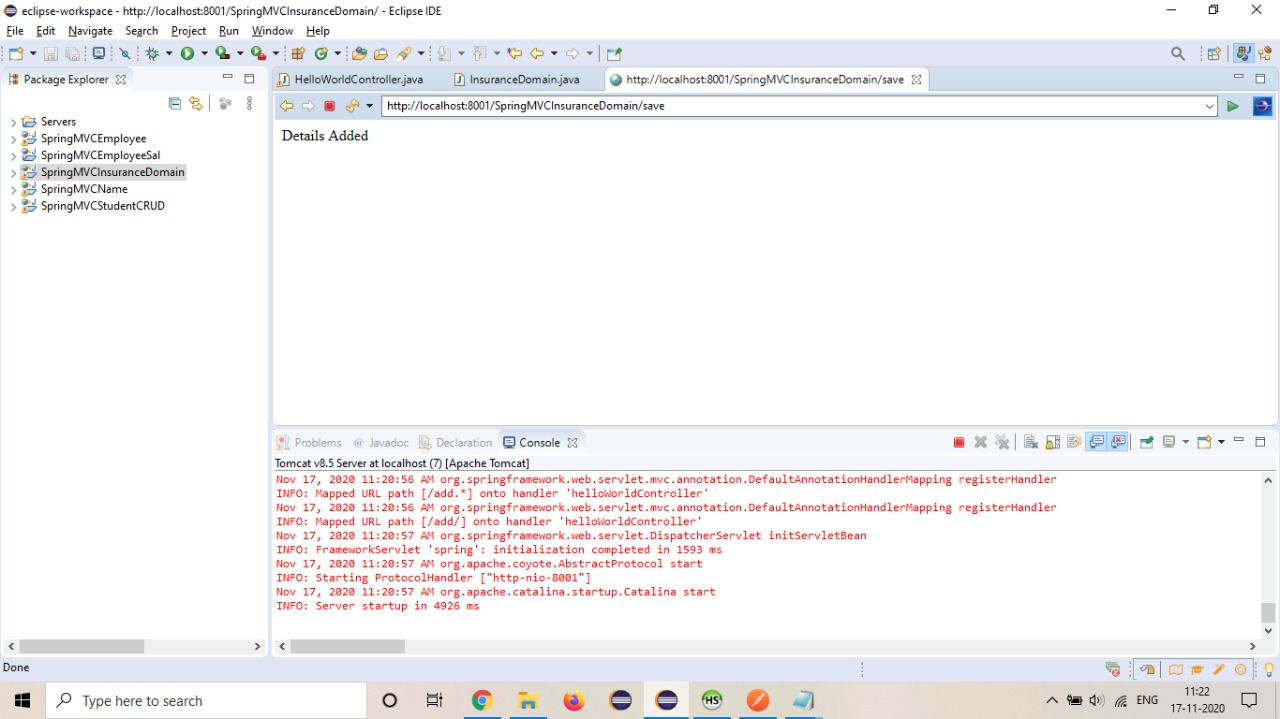 eclipse-workspace - http://localhost:8001/SpringMVCInsuranceDomain/ - Eclipse IDE
File Edit Navigate Search Project Run Window Help
Package Explorer
HelloWorldController.java InsuranceDomain.java http://localhost:8001/SpringMVCInsuranceDomain/save
http://localhost:8001/SpringMVCInsuranceDomain/save
Servers
SpringMVCEmployee
SpringMVCEmployeeSal
SpringMVCInsuranceDomain
SpringMVCName
SpringMVCStudentCRUD
Details Added
Problems @ Javadoc Declaration Console
Tomcat v8.5 Server at localhost (7) [Apache Tomcat]
Nov 17, 2020 11:20:56 AM org.springframework.web.servlet.mvc.annotation.DefaultAnnotationHandlerMapping registerHandler
INFO: Mapped URL path [/add.*] onto handler 'helloWorldController'
Nov 17, 2020 11:20:56 AM org.springframework.web.servlet.mvc.annotation.DefaultAnnotationHandlerMapping registerHandler
INFO: Mapped URL path [/add/] onto handler 'helloWorldController'
Nov 17, 2020 11:20:57 AM org.springframework.web.servlet.DispatcherServlet initServletBean
INFO: FrameworkServlet 'spring': initialization completed in 1593 ms
Nov 17, 2020 11:20:57 AM org.apache.coyote.AbstractProtocol start
INFO: Starting ProtocolHandler ["http-nio-8001"]
Nov 17, 2020 11:20:57 AM org.apache.catalina.startup.Catalina start
INFO: Server startup in 4926 ms
Done
Type here to search
HS
ENG
11:22
17-11-2020